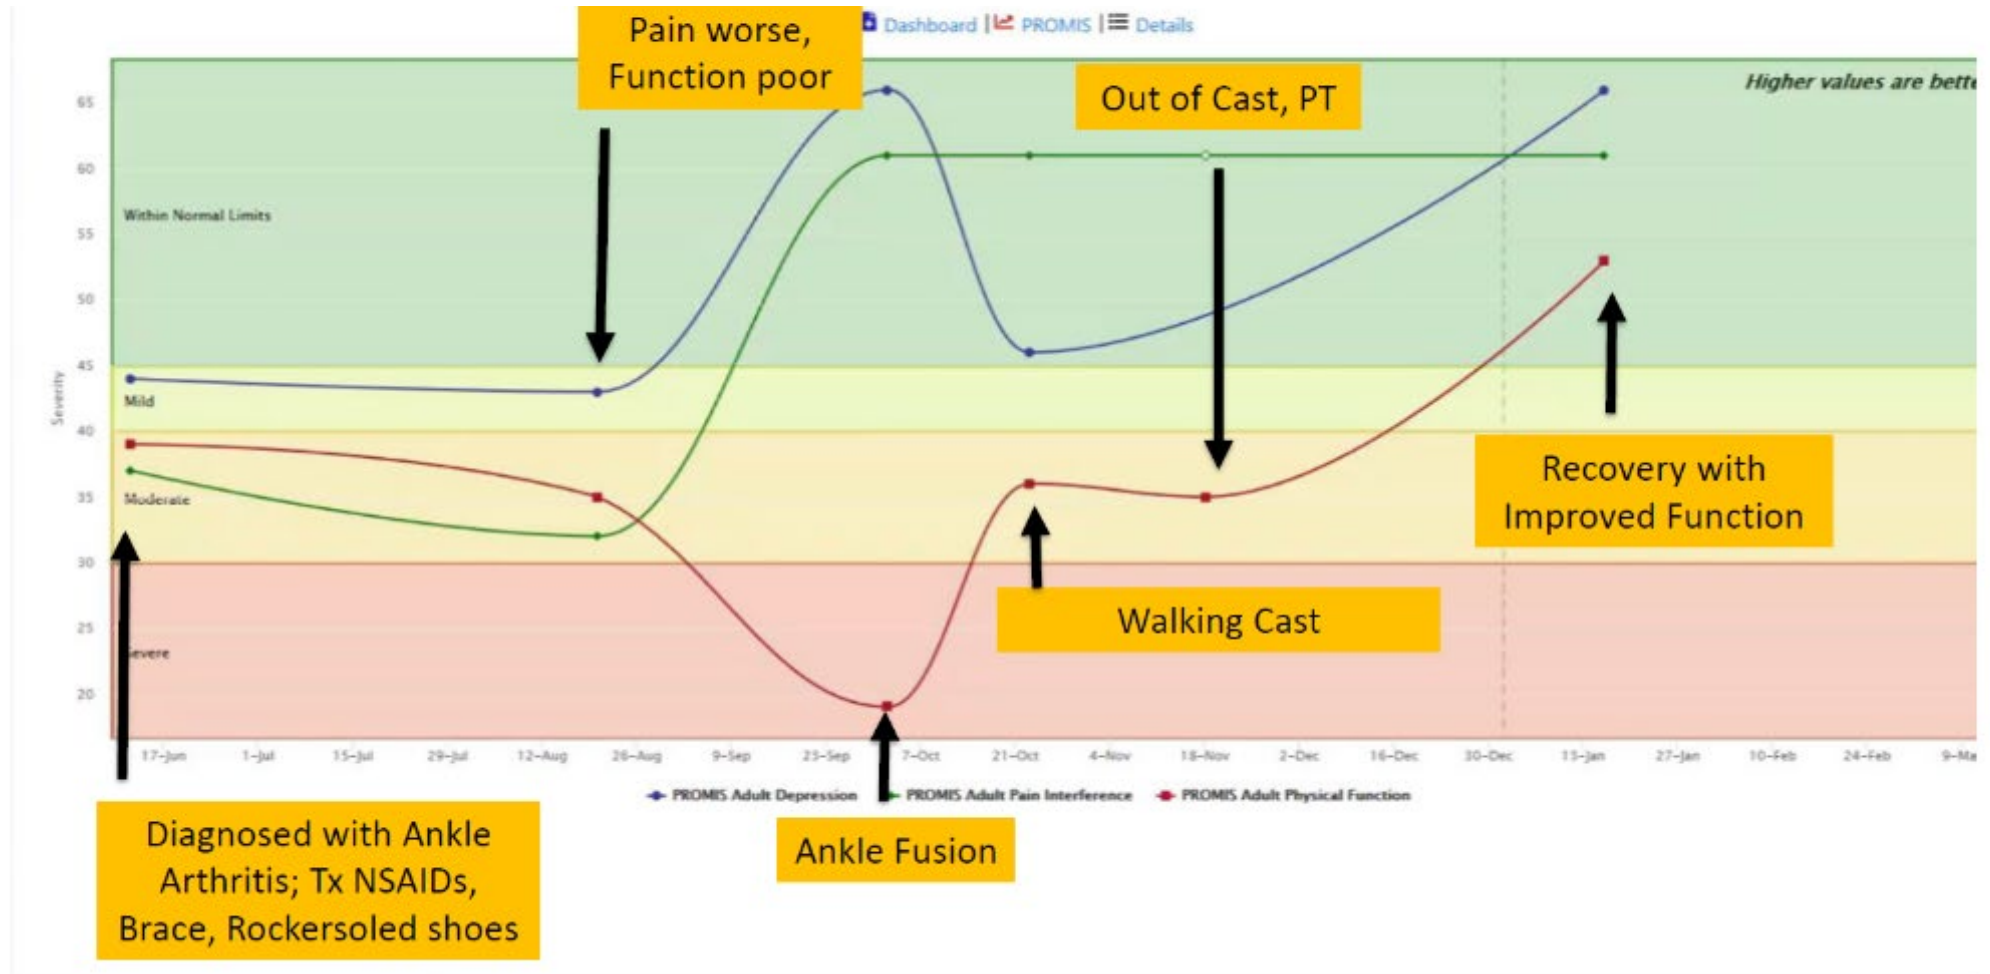 Dashboard | PROMIS | Details
Pain worse,
Function poor
Out of Cast, PT
Higher values are bette
65
60
Within Normal Limits
55
50
45
Mild
40
35
Moderate
30
25
evere
20
Severity
Recovery with
Improved Function
Walking Cast
17-Jun 1-Jul 15-Jul 29-Jul 12-Aug 26-Aug 9-Sep 23-Sep 7-Oct 21-Oct 4-Nov 18-Nov 2-Dec 16-Dec 30-Dec 13-Jan 27-Jan 10-Feb 24-Feb 9-Ma
PROMIS Adult Depression PROMIS Adult Pain Interference PROMIS Adult Physical Function
Diagnosed with Ankle
Arthritis; Tx NSAIDs,
Brace, Rockersoled shoes
Ankle Fusion